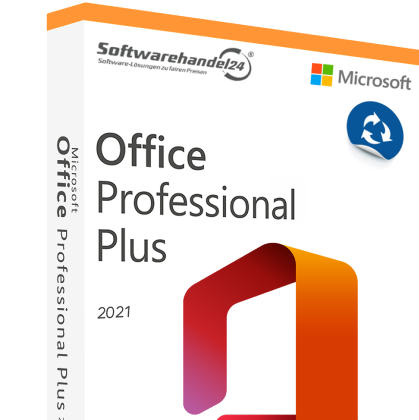 Softwarehandel24®
Software-Lösungen zu fairen Preisen
Microsoft
Office
Professional
Plus
2021
Microsoft
Office Professional Plus